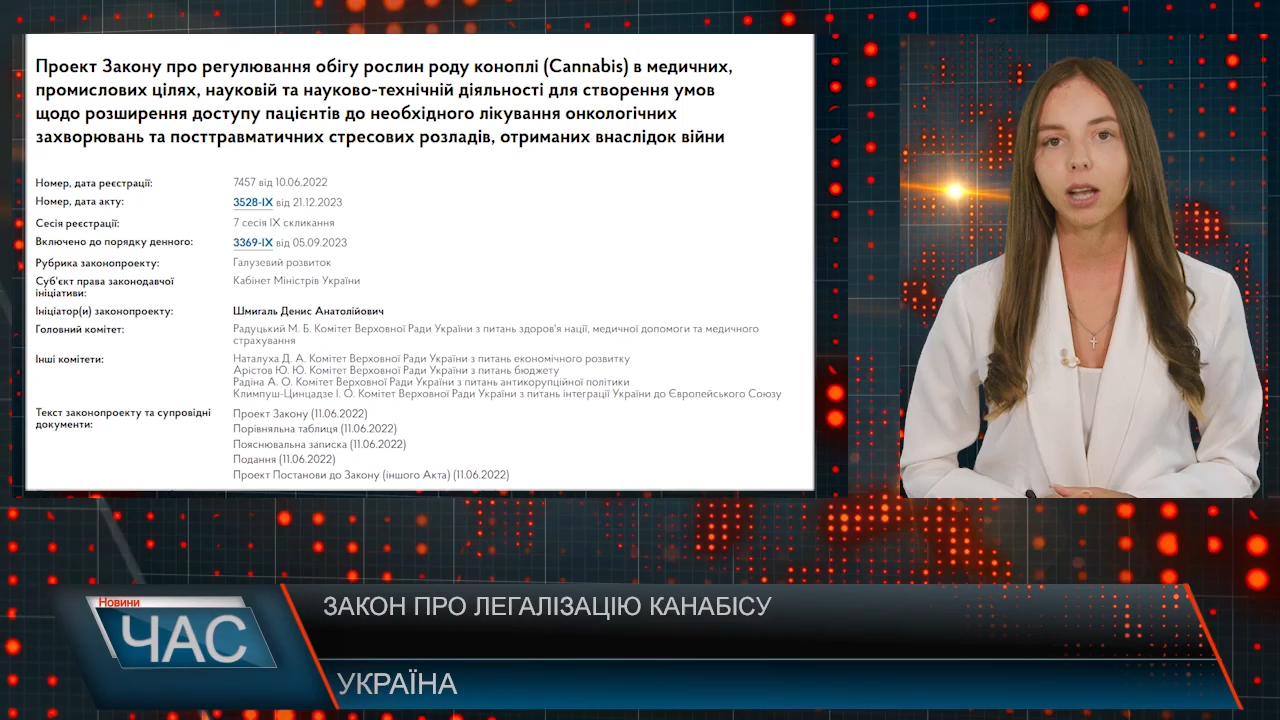 Проект Закону про регулювання обігу рослин роду коноплі (Cannabis) в медичних,
промислових цілях, науковій та науково-технічній діяльності для створення умов
щодо розширення доступу пацієнтів до необхідного лікування онкологічних
захворювань та посттравматичних стресових розладів, отриманих внаслідок війни
Номер, дата реєстрації: 7457 від 10.06.2022
Номер, дата акту: 3528-IX від 21.12.2023
Сесія реєстрації: 7 сесія IX скликання
Включено до порядку денного: 3369-IX від 05.09.2023
Рубрика законопроекту: Галузевий розвиток
Суб'єкт права законодавчої
ініціативи:
Кабінет Міністрів України
Ініціатор(и) законопроекту: Шмигаль Денис Анатолійович
Головний комітет: Радуцький М. Б. Комітет Верховної Ради України з питань здоров'я нації, медичної допомоги та медичного
страхування
Інші комітети: Наталуха Д. А. Комітет Верховної Ради України з питань економічного розвитку
Арістов Ю. Ю. Комітет Верховної Ради України з питань бюджету
Радіна А. О. Комітет Верховної Ради України з питань антикорупційної політики
Климпуш-Цинцадзе І. О. Комітет Верховної Ради України з питань інтеграції України до Європейського Союзу
Текст законопроекту та супровідні
документи:
Проект Закону (11.06.2022)
Порівняльна таблиця (11.06.2022)
Пояснювальна записка (11.06.2022)
Подання (11.06.2022)
Проект Постанови до Закону (іншого Акта) (11.06.2022)
Новини
ЧАС
ЗАКОН ПРО ЛЕГАЛІЗАЦІЮ КАНАБІСУ
УКРАЇНА